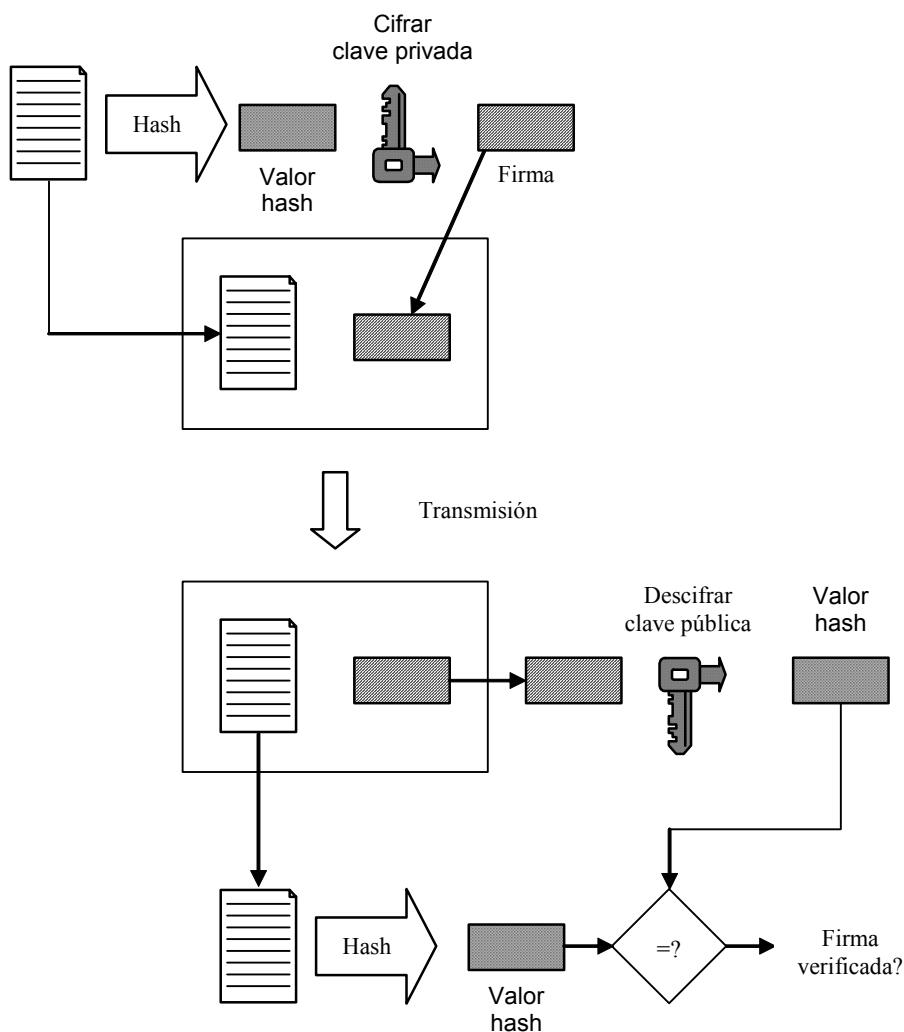 Cifrar
clave privada
Hash
Valor
hash
Firma
Transmisión
Descifrar
clave pública
Valor
hash
Hash
Valor
hash
=?
Firma
verificada?